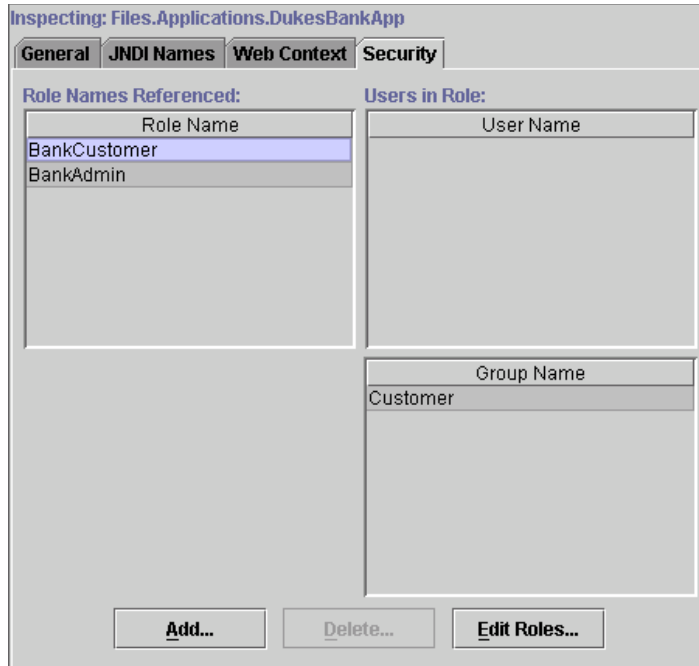 Inspecting: Files.Applications.DukesBankApp
General JNDI Names Web Context Security
Role Names Referenced: Users in Role:
Role Name User Name
BankCustomer
BankAdmin
Group Name
Customer
Add... Delete... Edit Roles...